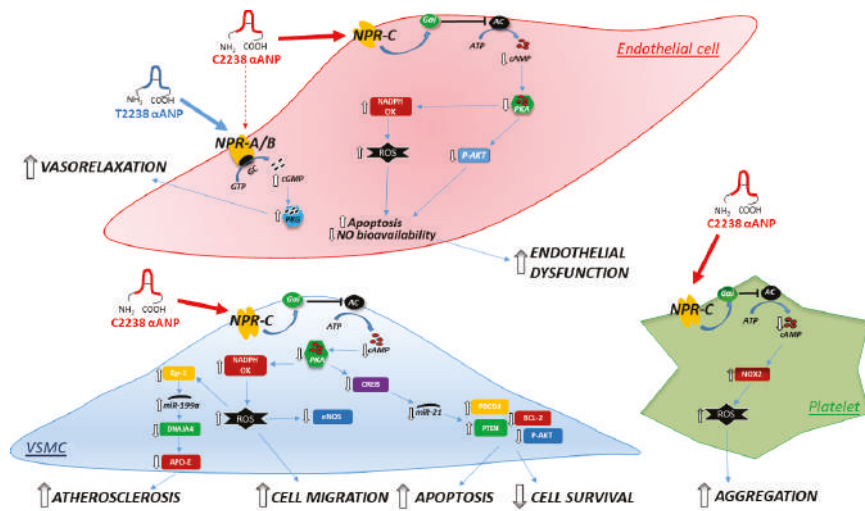 NH₂ COOH
C2238 αANP
NPR-C
Gαi
AC
ATP
cAMP
Endothelial cell
NH₂ COOH
T2238 αANP
NADPH
OX
PKA
NPR-A/B
ROS
P-AKT
VASORELAXATION
GC
GTP
cGMP
PKG
Apoptosis
NO bioavailability
ENDOTHELIAL
DYSFUNCTION
NH₂ COOH
C2238 αANP
NH₂ COOH
C2238 αANP
NPR-C
Gαi
AC
ATP
cAMP
PKA
NADPH
OX
Egr-1
CREB
miR-199a
miR-21
PDCD4
BCL-2
DNAJA4
ROS
eNOS
PTEN
P-AKT
VSMC
APO-E
NPR-C
Gαi
AC
ATP
cAMP
NOX2
ROS
Platelet
ATHEROSCLEROSIS
CELL MIGRATION
APOPTOSIS
CELL SURVIVAL
AGGREGATION